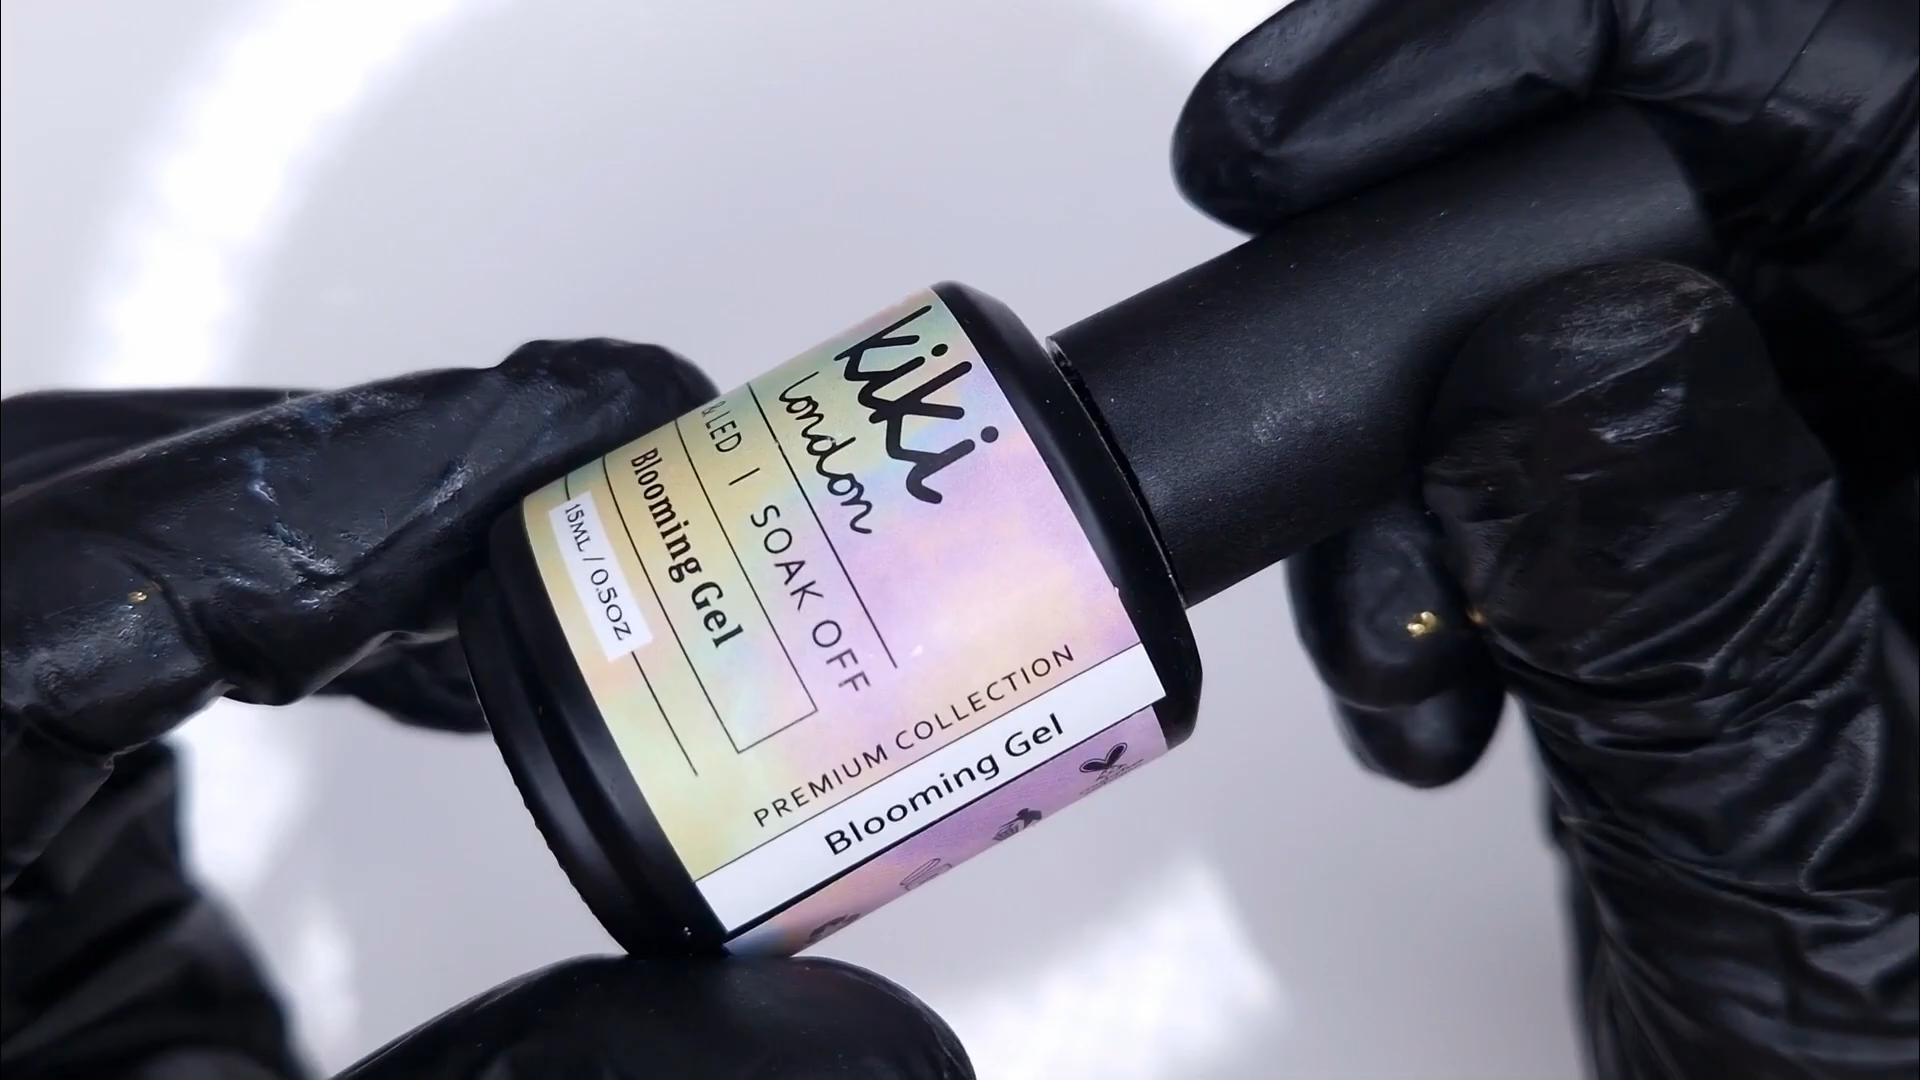 kiki
london
& LED | SOAK OFF
Blooming Gel
15ML / 0.5OZ
PREMIUM COLLECTION
Blooming Gel